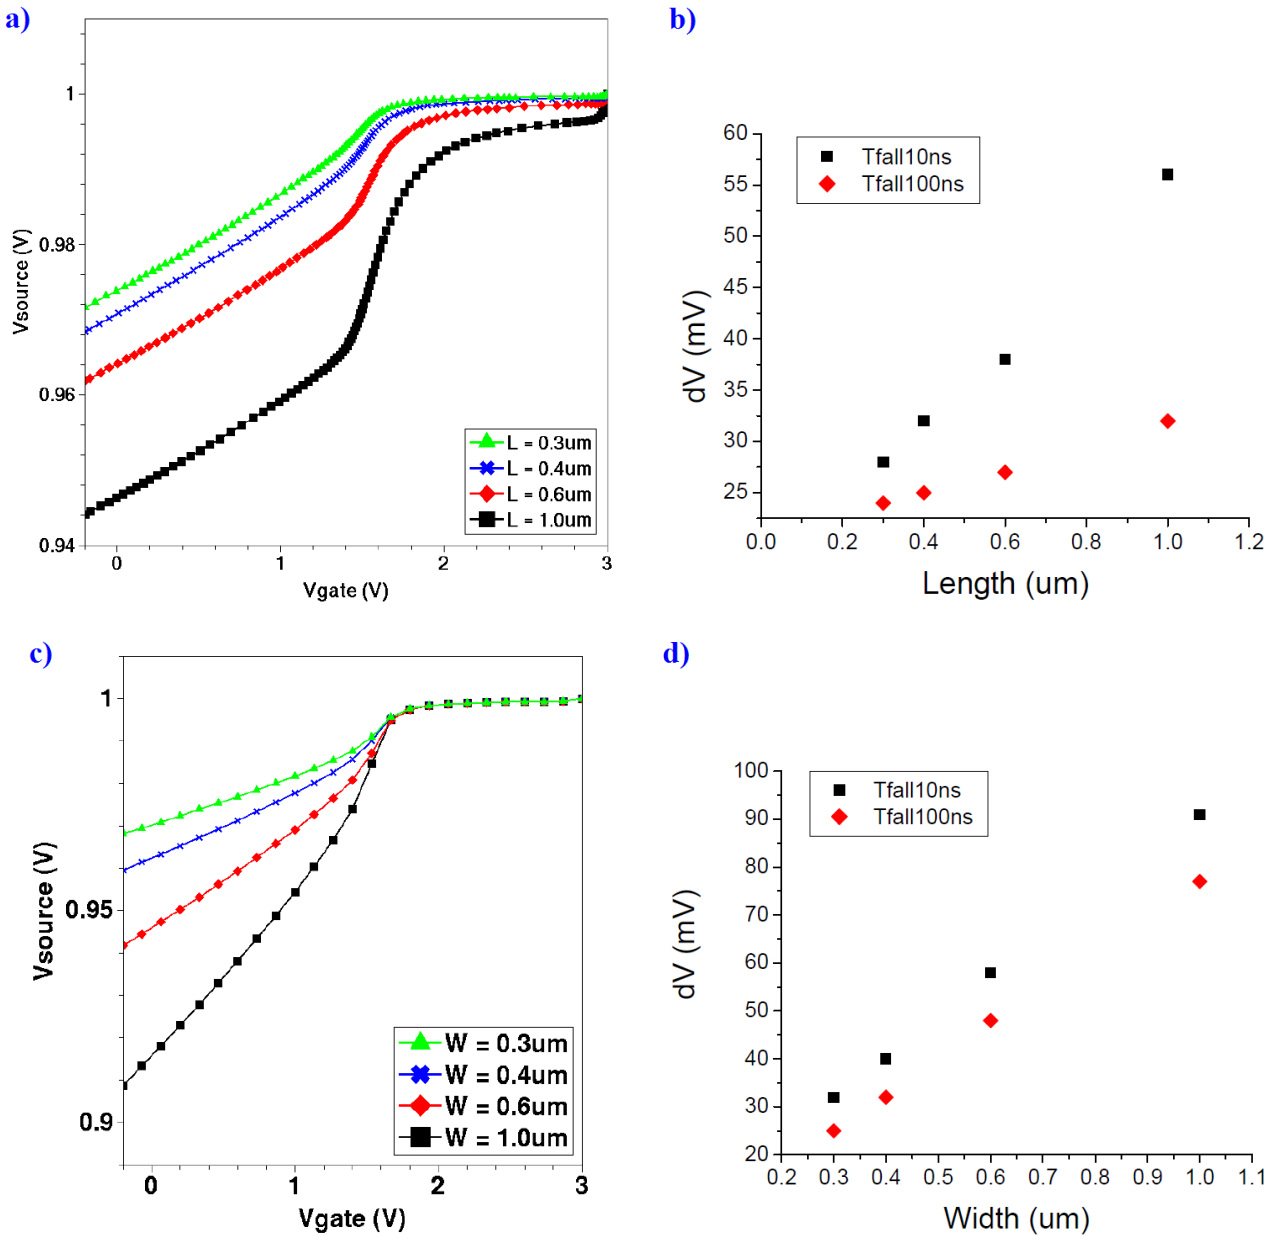 a)
1
0.98
0.96
0.94
Vsource (V)
0
1
2
3
Vgate (V)
L = 0.3um
L = 0.4um
L = 0.6um
L = 1.0um
b)
60
55
50
45
40
35
30
25
dV (mV)
Tfall10ns
Tfall100ns
0.0
0.2
0.4
0.6
0.8
1.0
1.2
Length (um)
c)
1
0.95
0.9
Vsource (V)
0
1
2
3
Vgate (V)
W = 0.3um
W = 0.4um
W = 0.6um
W = 1.0um
d)
100
90
80
70
60
50
40
30
20
dV (mV)
Tfall10ns
Tfall100ns
0.2
0.3
0.4
0.5
0.6
0.7
0.8
0.9
1.0
1.1
Width (um)